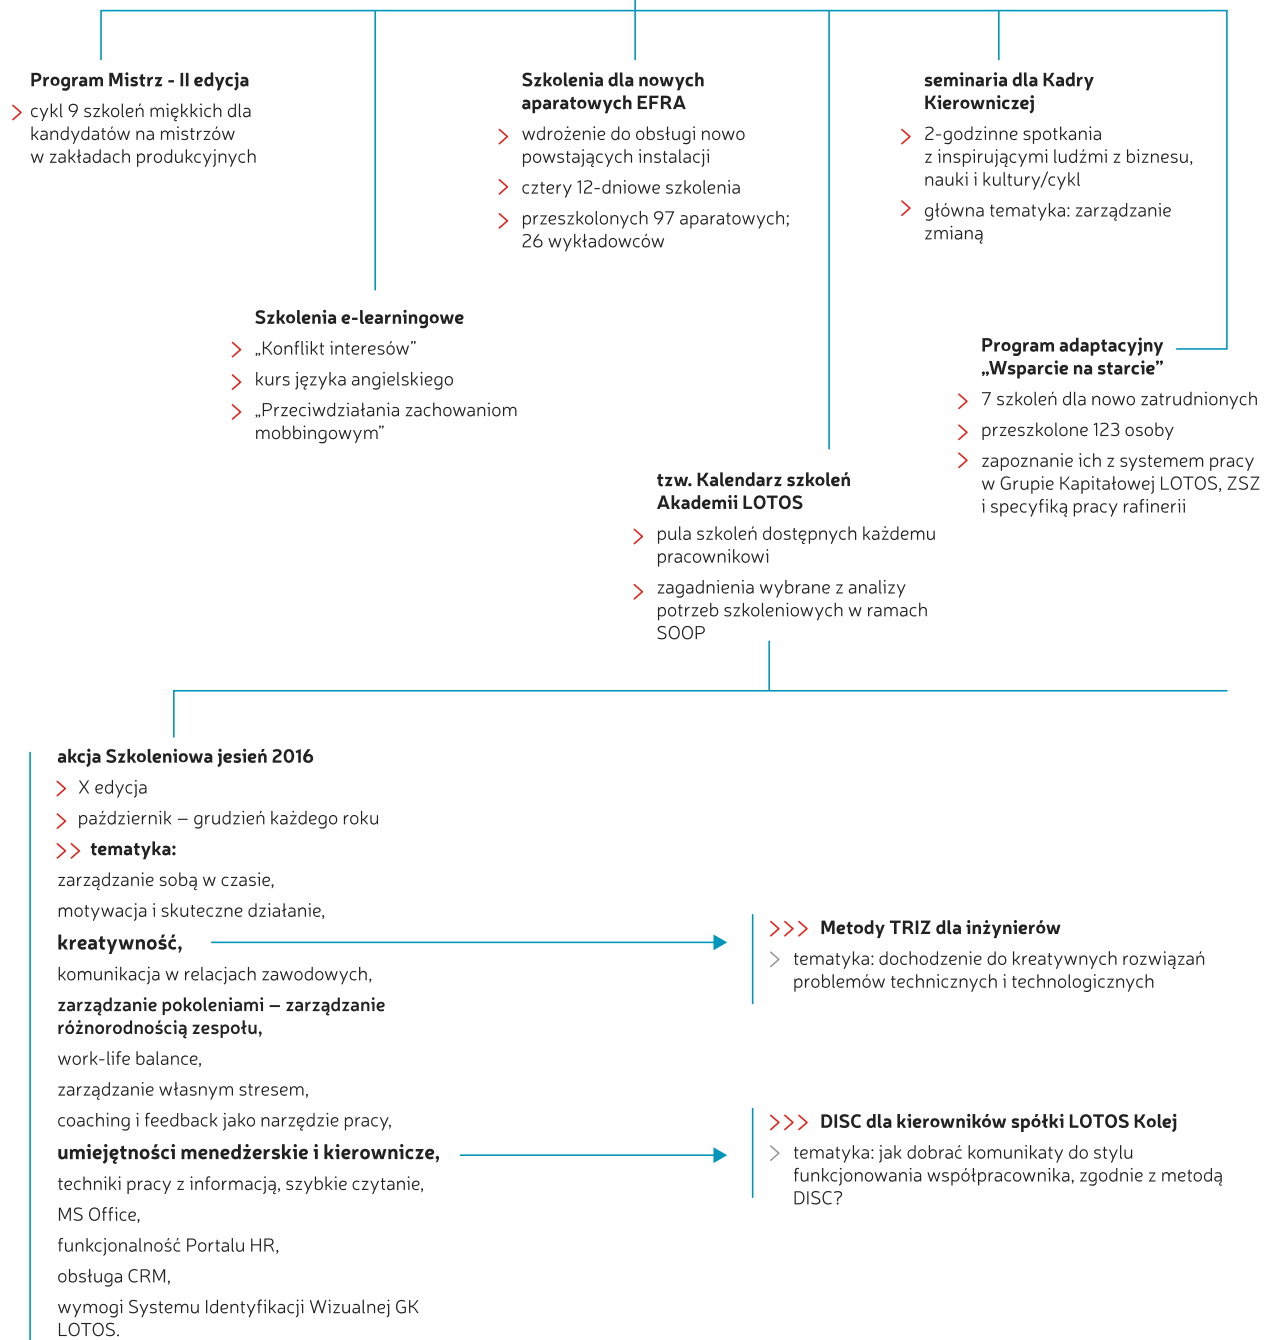 Program Mistrz - II edycja
cykl 9 szkoleń miękkich dla
kandydatów na mistrzów
w zakładach produkcyjnych
Szkolenia dla nowych
aparatowych EFRA
wdrożenie do obsługi nowo
powstających instalacji
cztery 12-dniowe szkolenia
przeszkolonych 97 aparatowych;
26 wykładowców
seminaria dla Kadry
Kierowniczej
2-godzinne spotkania
z inspirującymi ludźmi z biznesu,
nauki i kultury/cykl
główna tematyka: zarządzanie
zmianą
Szkolenia e-learningowe
„Konflikt interesów”
kurs języka angielskiego
„Przeciwdziałania zachowaniom
mobbingowym”
Program adaptacyjny
„Wsparcie na starcie”
7 szkoleń dla nowo zatrudnionych
przeszkolone 123 osoby
zapoznanie ich z systemem pracy
w Grupie Kapitałowej LOTOS, ZSZ
i specyfiką pracy rafinerii
tzw. Kalendarz szkoleń
Akademii LOTOS
pula szkoleń dostępnych każdemu
pracownikowi
zagadnienia wybrane z analizy
potrzeb szkoleniowych w ramach
SOOP
akcja Szkoleniowa jesień 2016
X edycja
październik – grudzień każdego roku
tematyka:
zarządzanie sobą w czasie,
motywacja i skuteczne działanie,
kreatywność,
komunikacja w relacjach zawodowych,
zarządzanie pokoleniami – zarządzanie
różnorodnością zespołu,
work-life balance,
zarządzanie własnym stresem,
coaching i feedback jako narzędzie pracy,
umiejętności menedżerskie i kierownicze,
techniki pracy z informacją, szybkie czytanie,
MS Office,
funkcjonalność Portalu HR,
obsługa CRM,
wymogi Systemu Identyfikacji Wizualnej GK
LOTOS.
Metody TRIZ dla inżynierów
tematyka: dochodzenie do kreatywnych rozwiązań
problemów technicznych i technologicznych
DISC dla kierowników spółki LOTOS Kolej
tematyka: jak dobrać komunikaty do stylu
funkcjonowania współpracownika, zgodnie z metodą
DISC?